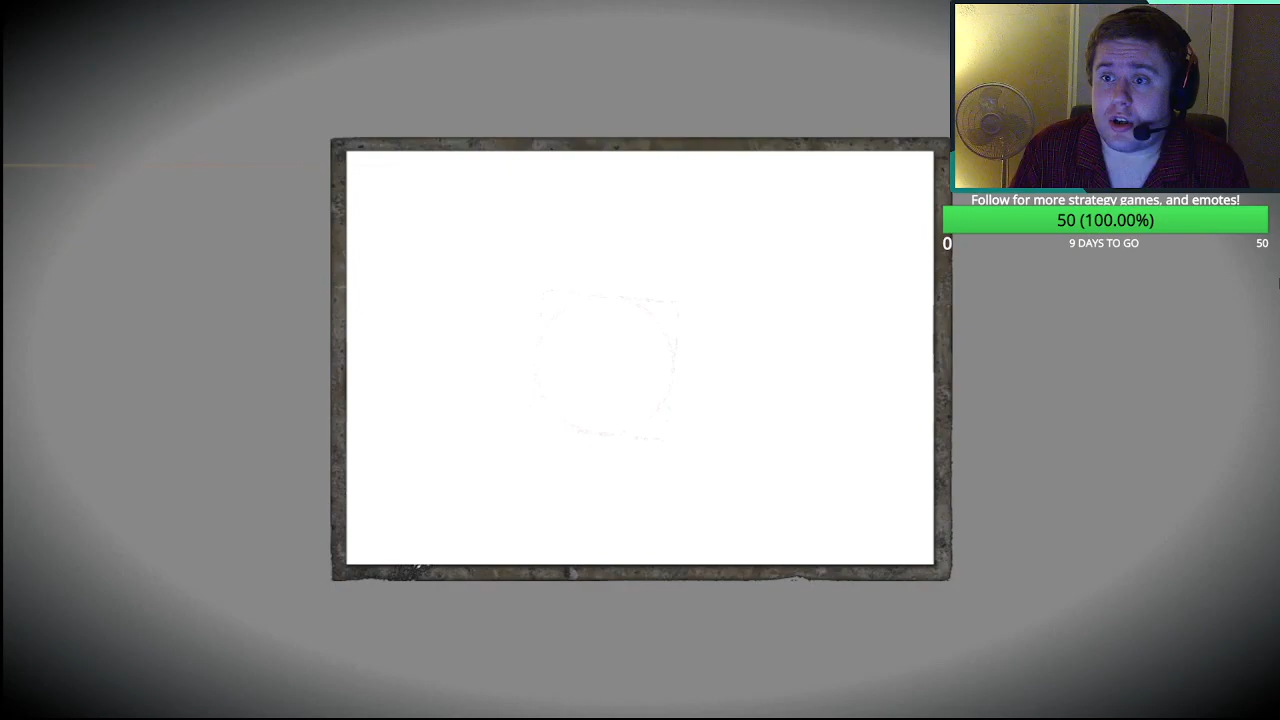 Follow for more strategy games, and emotes!
50 (100.00%)
0 9 DAYS TO GO 50